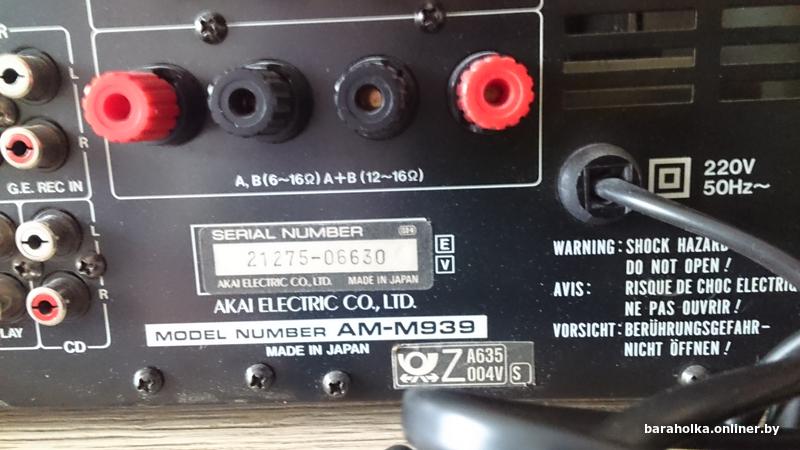 L
R
G.E. REC IN
A, B (6~16Ω) A+B (12~16Ω)
220V
50Hz~
SERIAL NUMBER
21275-06630
AKAI ELECTRIC CO., LTD. MADE IN JAPAN
E
V
AKAI ELECTRIC CO., LTD.
MODEL NUMBER AM-M939
MADE IN JAPAN
Z A635
004V S
L
R
CD
WARNING: SHOCK HAZARD
DO NOT OPEN !
AVIS: RISQUE DE CHOC ELECTRIQ
NE PAS OUVRIR !
VORSICHT: BERÜHRUNGSGEFAHR-
NICHT ÖFFNEN !
baraholka.onliner.by